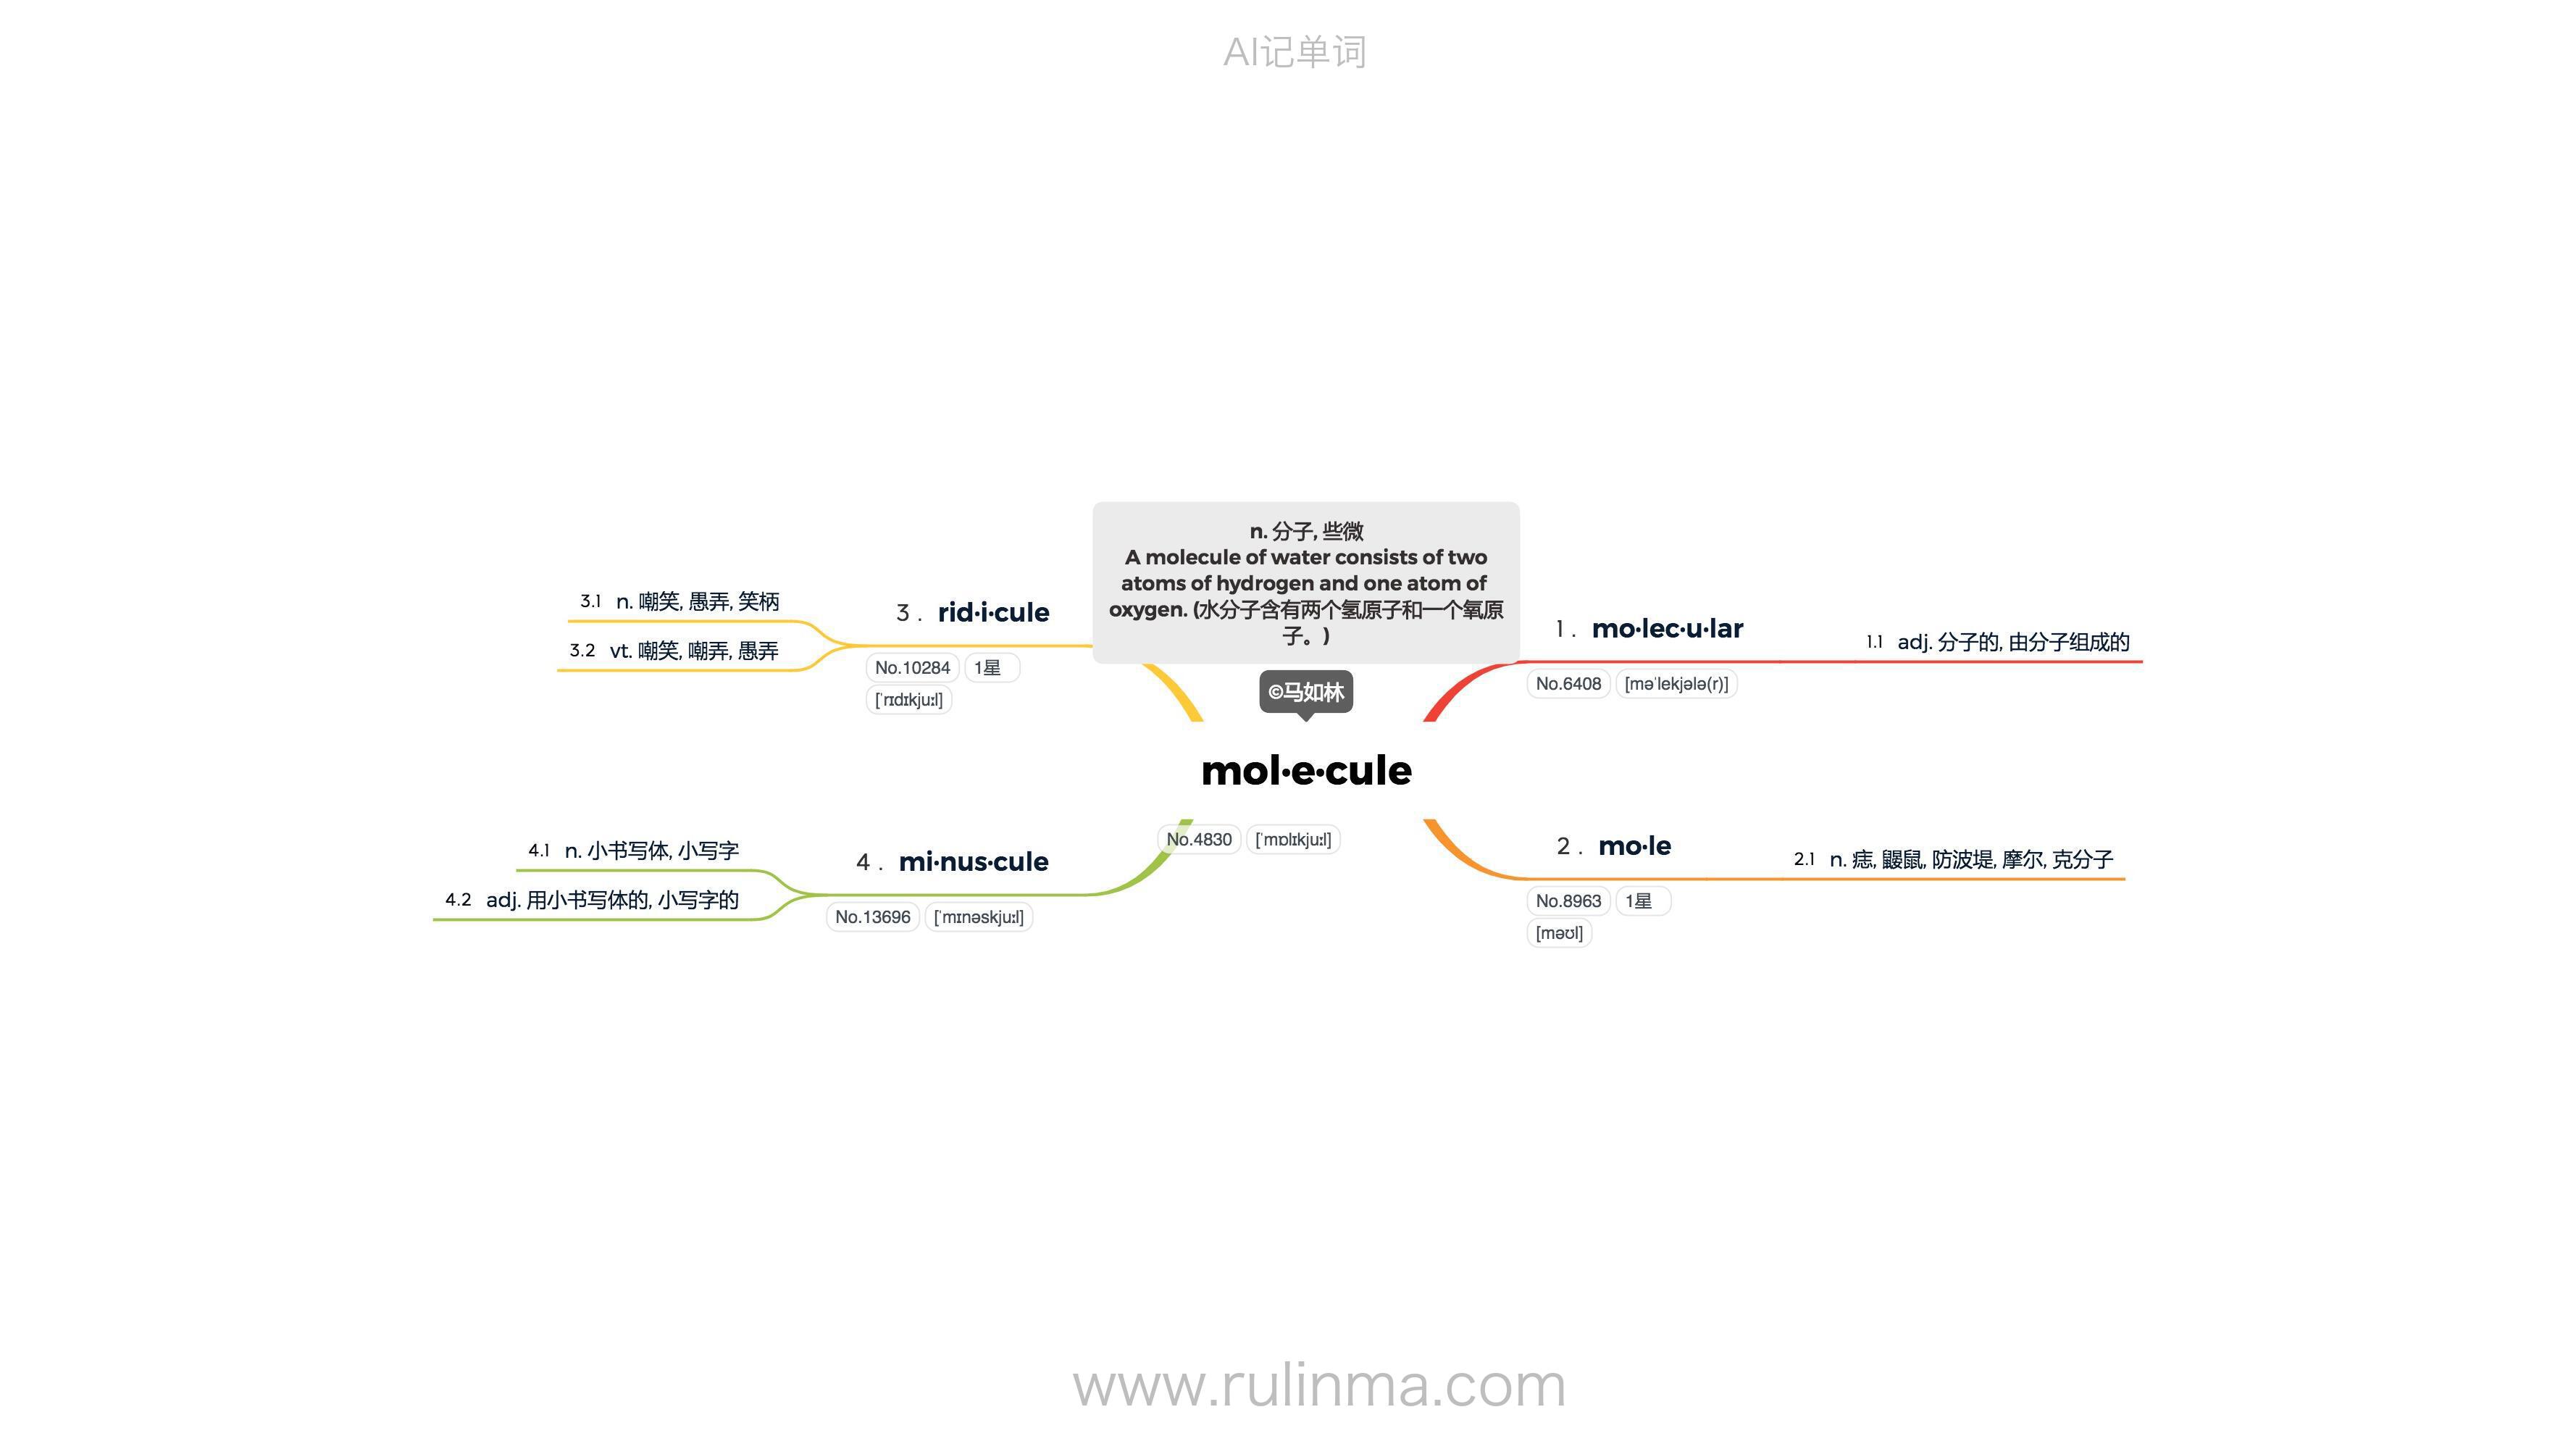 AI记单词
n. 分子, 些微
A molecule of water consists of two
atoms of hydrogen and one atom of
oxygen. (水分子含有两个氢原子和一个氧原
子。)
©马如林
mol·e·cule
No.4830 [ˈmɒlɪkjuːl]
1. mo·lec·u·lar
No.6408 [məˈlekjələ(r)]
1.1 adj. 分子的, 由分子组成的
2. mo·le
No.8963 1星
[məʊl]
2.1 n. 痣, 鼹鼠, 防波堤, 摩尔, 克分子
3. rid·i·cule
No.10284 1星
[ˈrɪdɪkjuːl]
3.1 n. 嘲笑, 愚弄, 笑柄
3.2 vt. 嘲笑, 嘲弄, 愚弄
4. mi·nus·cule
No.13696 [ˈmɪnəskjuːl]
4.1 n. 小书写体, 小写字
4.2 adj. 用小书写体的, 小写字的
www.rulinma.com